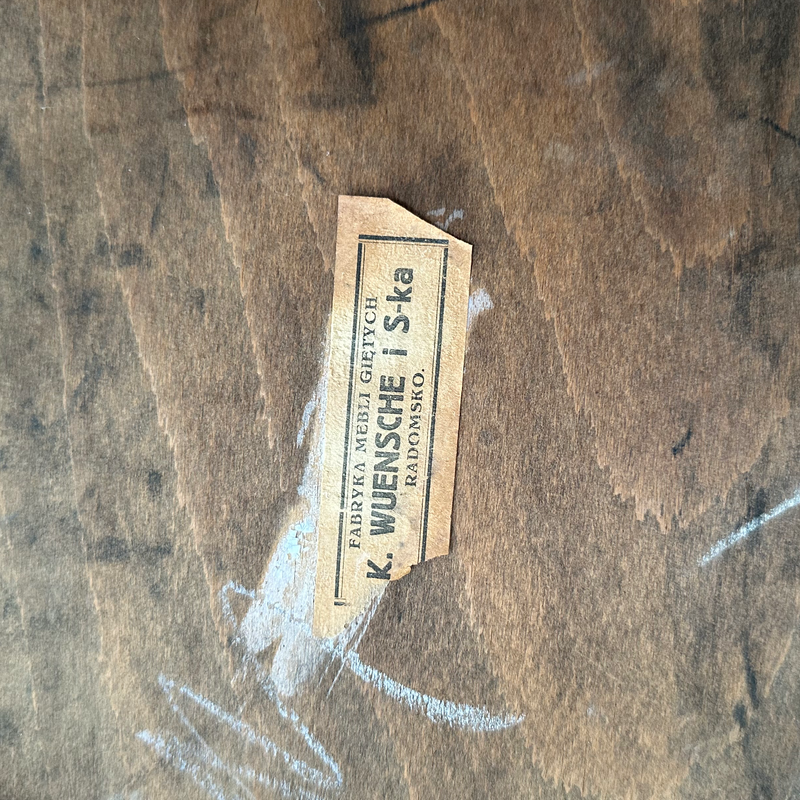 FABRYKA MEBLI GIĘTYCH
K. WUENSCHE i S-ka
RADOMSKO.